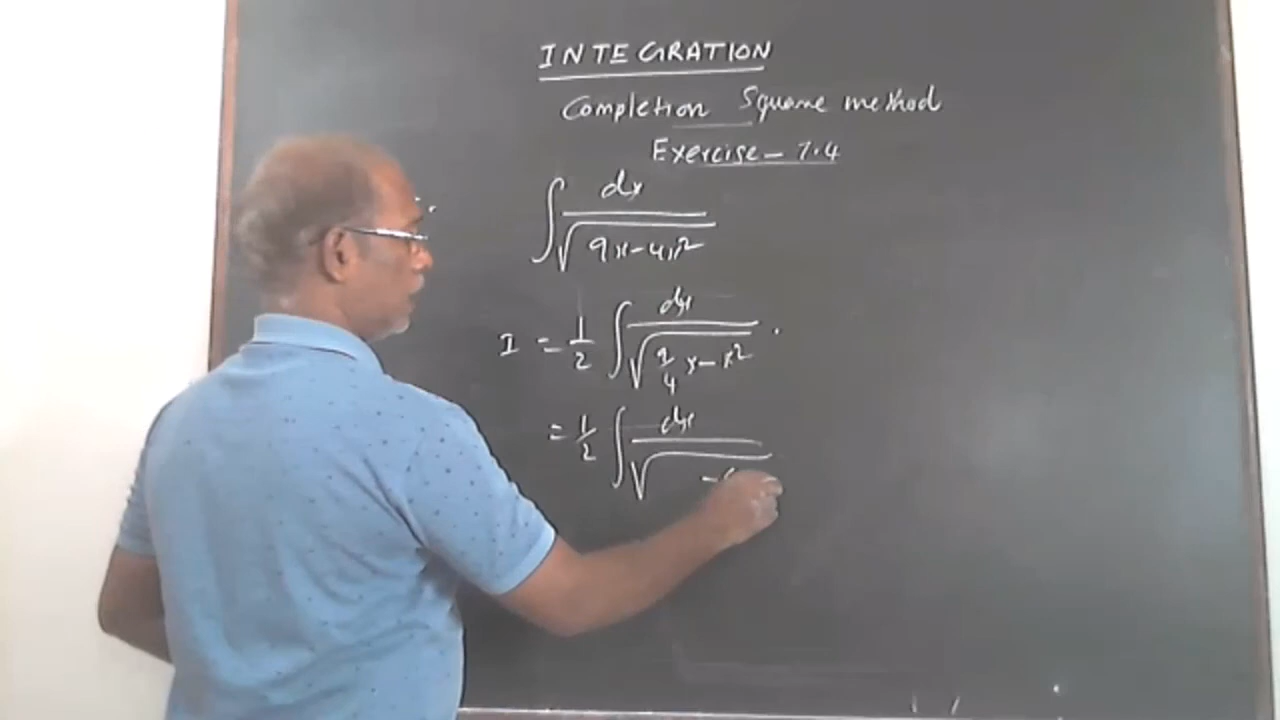 INTEGRATION
Completion Square method
Exercise - 7.4
∫ dx / √(9x - 4x²)
I = 1/2 ∫ dx / √(9/4 x - x²) .
= 1/2 ∫ dx / √( -(